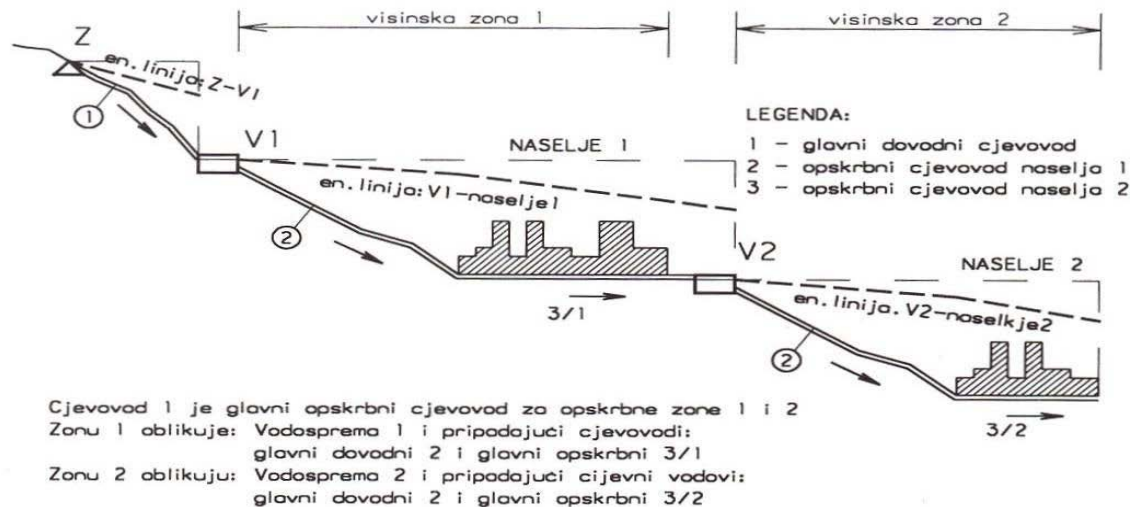 visinska zona 1
visinska zona 2
Z
en.linija:Z-V1
1
V1
NASELJE 1
LEGENDA:
1 - glavni dovodni cjevovod
2 - opskrbni cjevovod naselja 1
3 - opskrbni cjevovod naselja 2
en.linija:V1-naselje1
2
V2
NASELJE 2
3/1
en.linija.V2-naselkje2
2
3/2
Cjevovod 1 je glavni opskrbni cjevovod za opskrbne zone 1 i 2
Zonu 1 oblikuje: Vodosprema 1 i pripadajući cjevovodi:
glavni dovodni 2 i glavni opskrbni 3/1
Zonu 2 oblikuju: Vodosprema 2 i pripadajući cijevni vodovi:
glavni dovodni 2 i glavni opskrbni 3/2